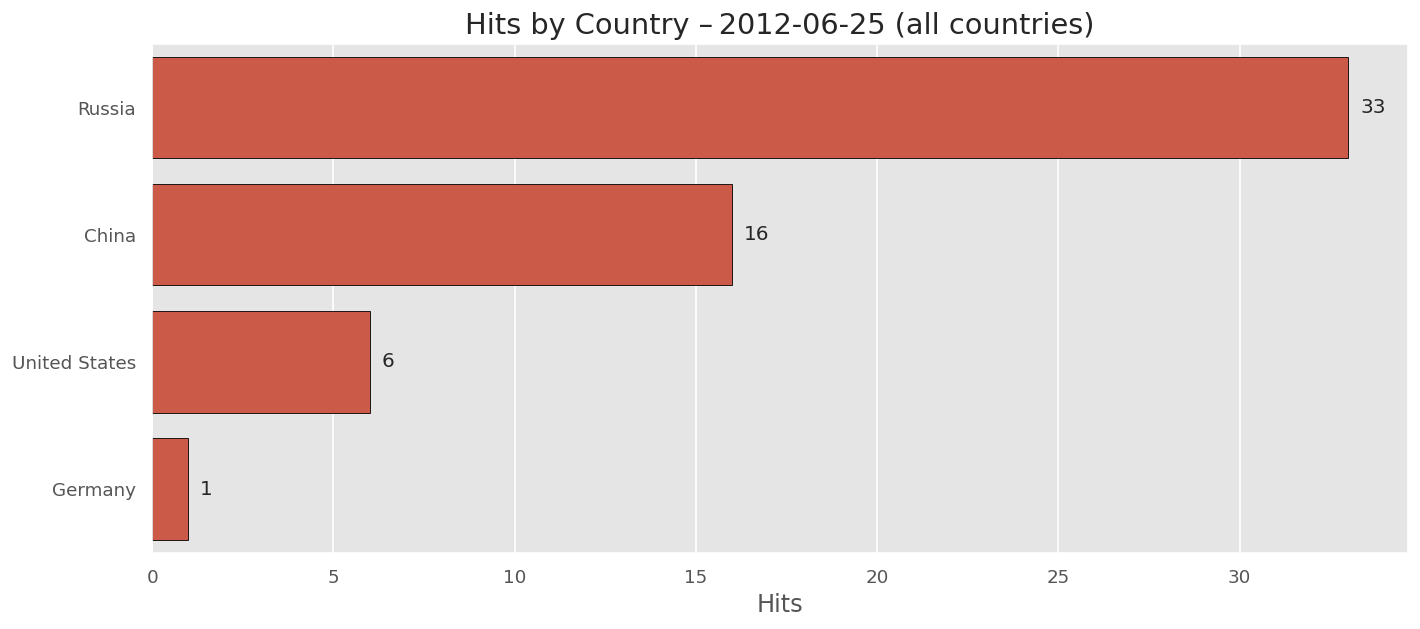 Hits by Country – 2012-06-25 (all countries)
Russia
33
China
16
United States
6
Germany
1
0 5 10 15 20 25 30
Hits